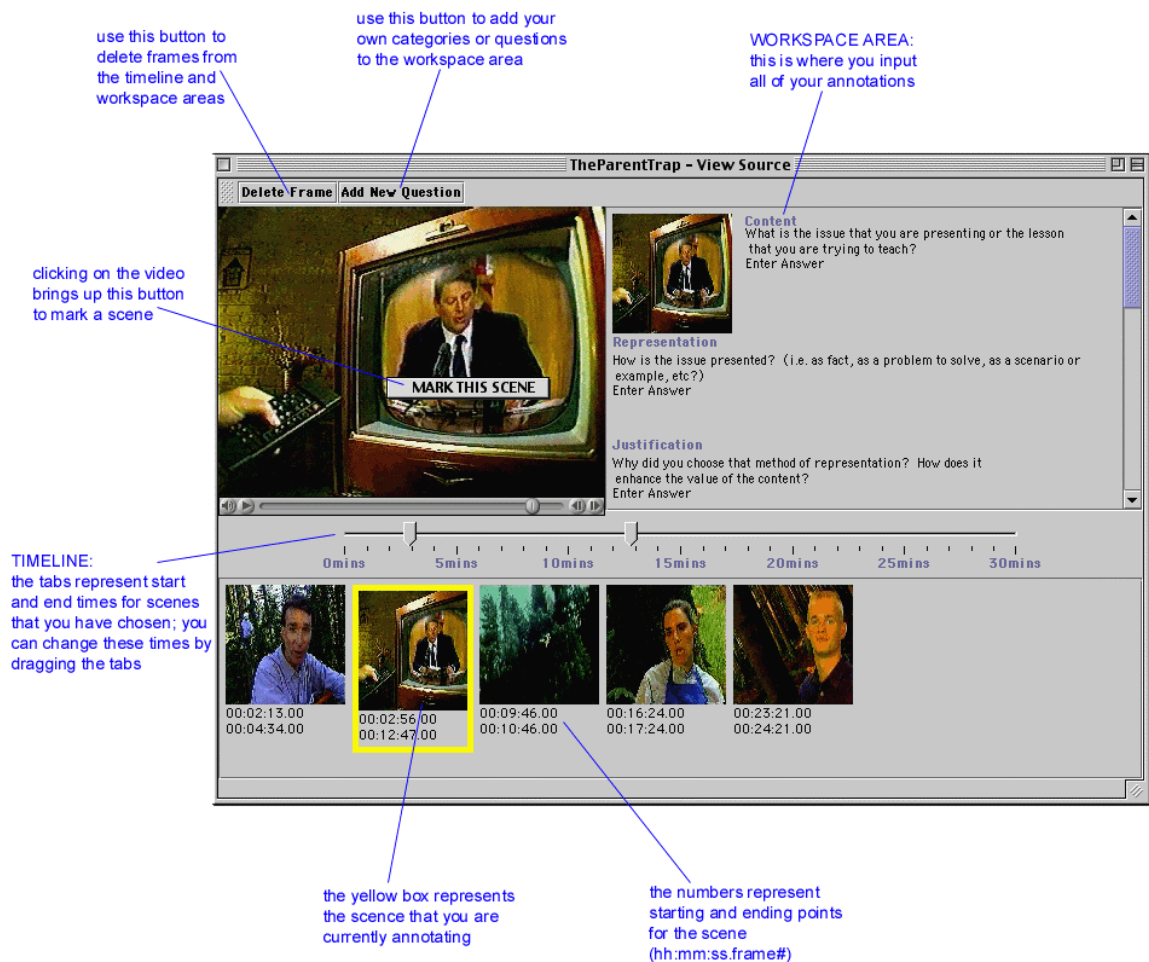 use this button to
delete frames from
the timeline and
workspace areas
use this button to add your
own categories or questions
to the workspace area
WORKSPACE AREA:
this is where you input
all of your annotations
TheParentTrap - View Source
Delete Frame
Add New Question
clicking on the video
brings up this button
to mark a scene
MARK THIS SCENE
Content
What is the issue that you are presenting or the lesson
that you are trying to teach?
Enter Answer
Representation
How is the issue presented? (i.e. as fact, as a problem to solve, as a scenario or
example, etc?)
Enter Answer
Justification
Why did you choose that method of representation? How does it
enhance the value of the content?
Enter Answer
TIMELINE:
the tabs represent start
and end times for scenes
that you have chosen; you
can change these times by
dragging the tabs
0mins 5mins 10mins 15mins 20mins 25mins 30mins
00:02:13.00
00:04:34.00
00:02:56.00
00:12:47.00
00:09:46.00
00:10:46.00
00:16:24.00
00:17:24.00
00:23:21.00
00:24:21.00
the yellow box represents
the scence that you are
currently annotating
the numbers represent
starting and ending points
for the scene
(hh:mm:ss.frame#)